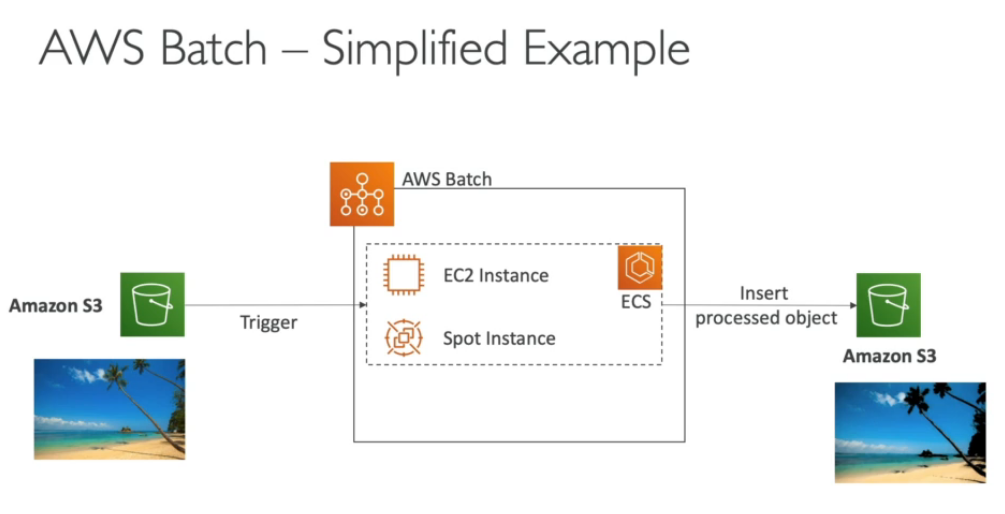 AWS Batch – Simplified Example
AWS Batch
EC2 Instance
ECS
Spot Instance
Amazon S3
Trigger
Insert
processed object
Amazon S3